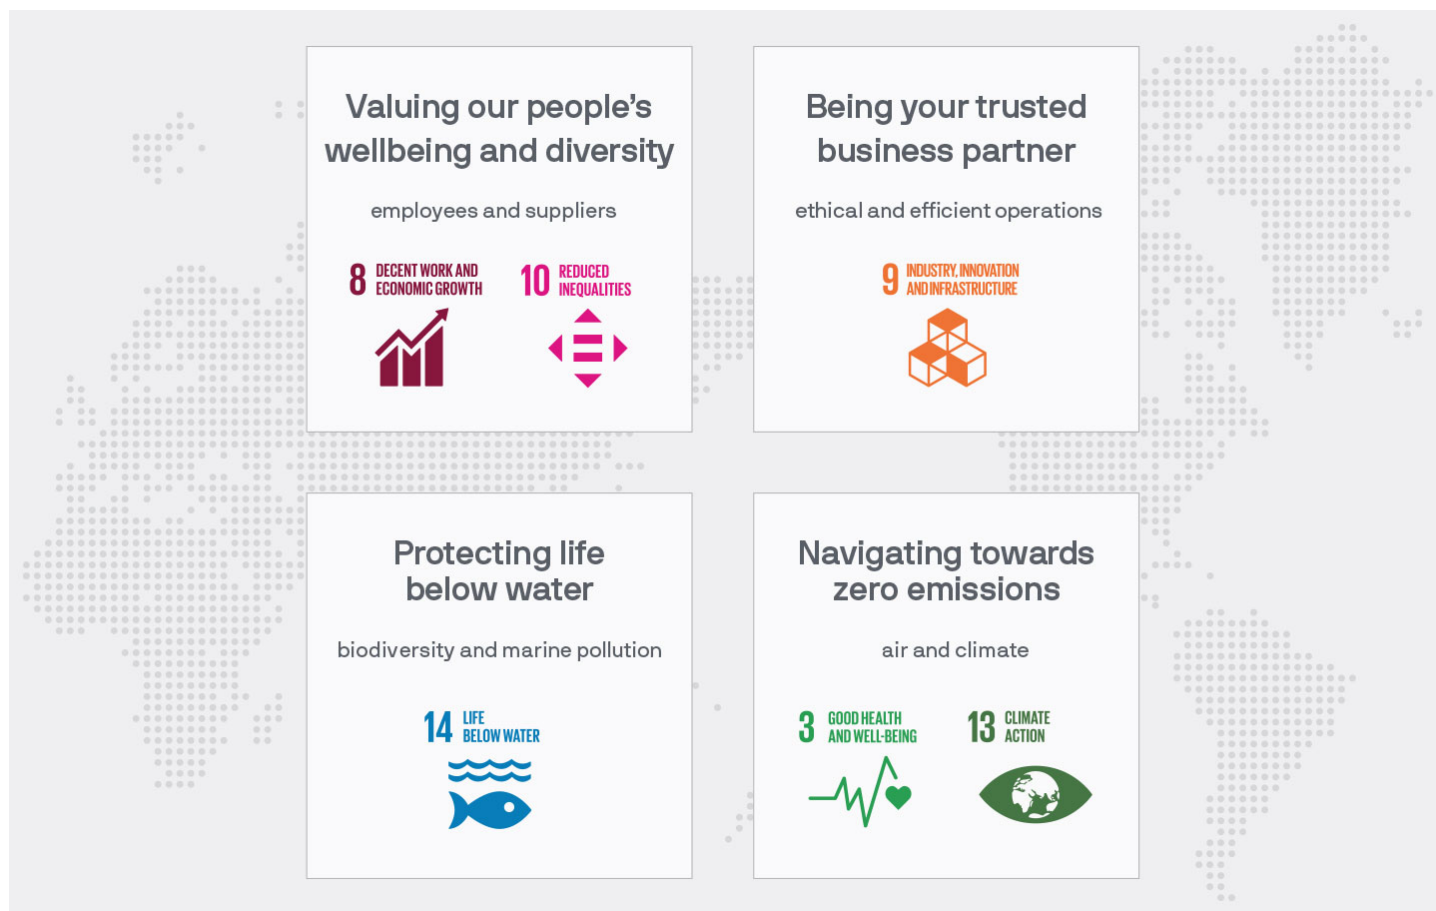 Valuing our people's
wellbeing and diversity
employees and suppliers
8 DECENT WORK AND
ECONOMIC GROWTH
10 REDUCED
INEQUALITIES
Being your trusted
business partner
ethical and efficient operations
9 INDUSTRY, INNOVATION
AND INFRASTRUCTURE
Protecting life
below water
biodiversity and marine pollution
14 LIFE
BELOW WATER
Navigating towards
zero emissions
air and climate
3 GOOD HEALTH
AND WELL-BEING
13 CLIMATE
ACTION